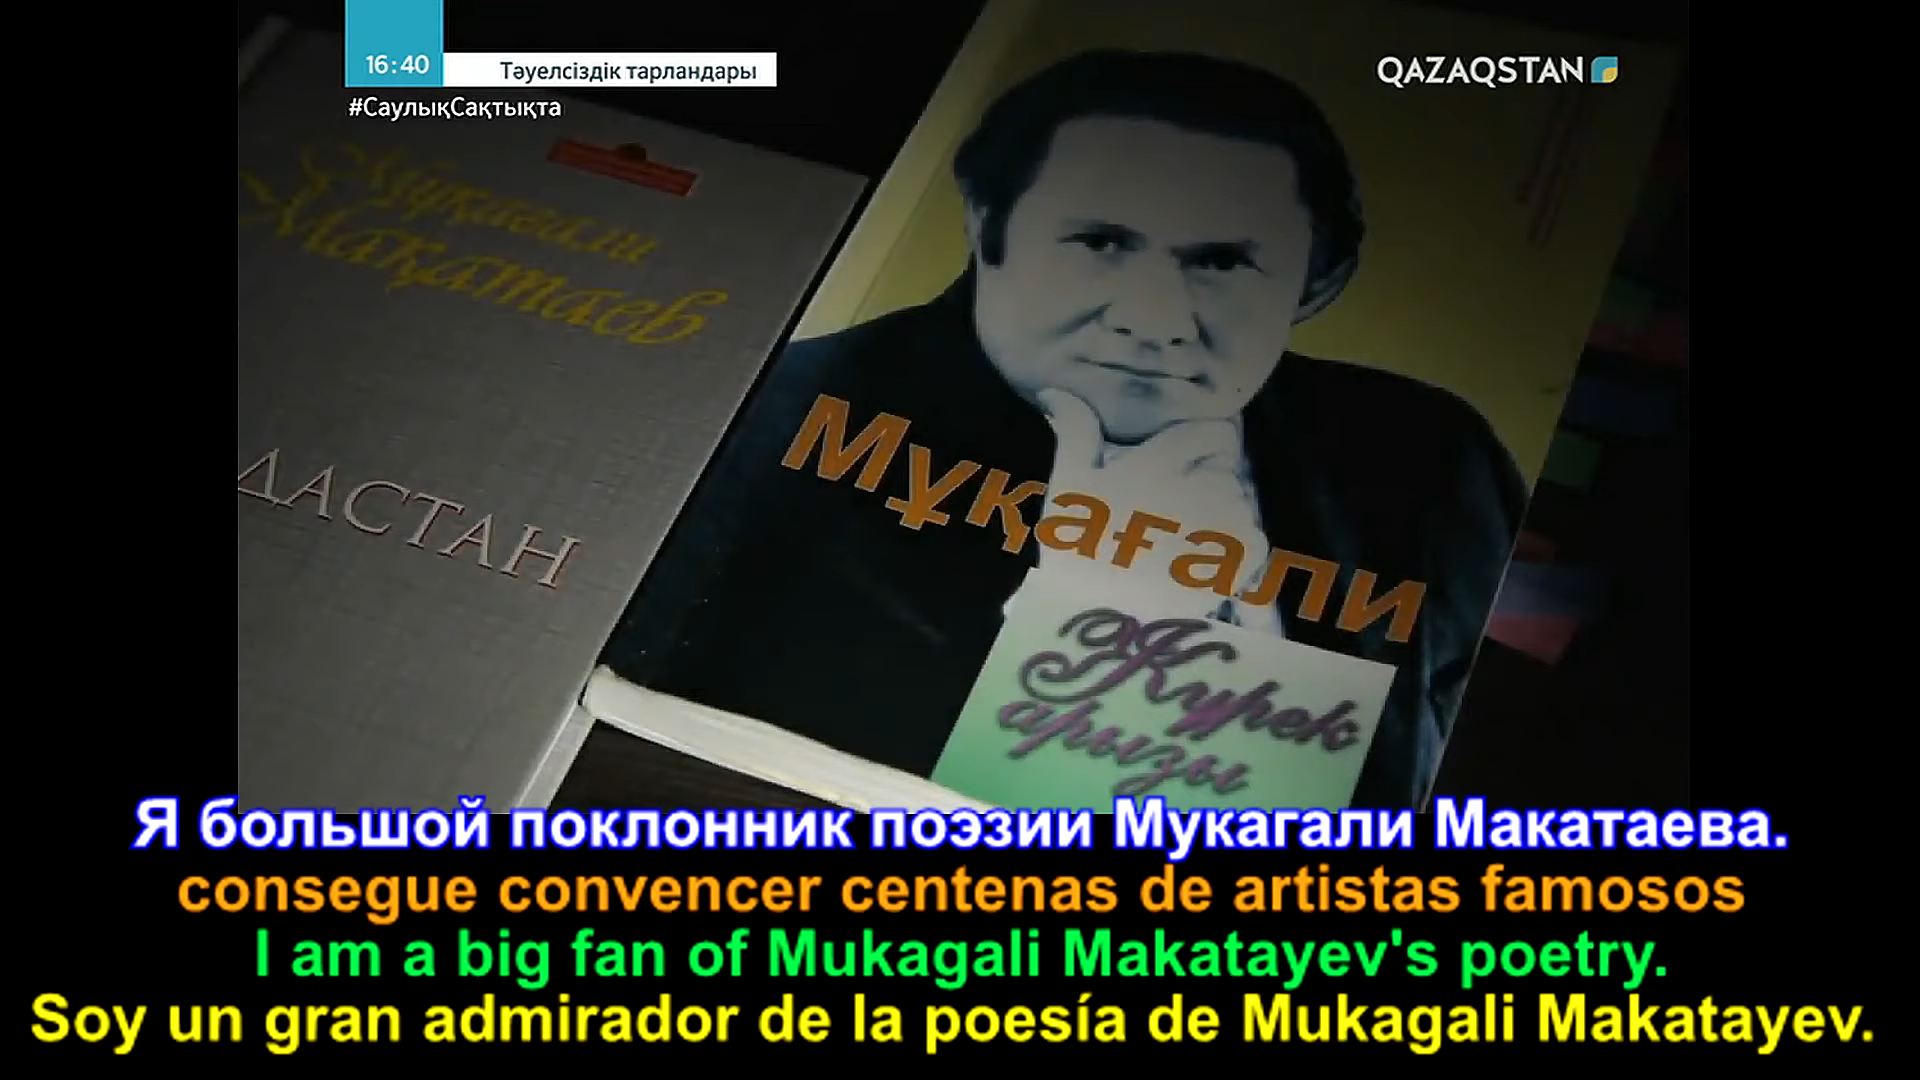 16:40
Тәуелсіздік тарландары
#СаулықСақтықта
QAZAQSTAN
Мұқағали
Мақатаев
ДАСТАН
Мұқағали
Жүрек
арызы
Я большой поклонник поэзии Мукагали Макатаева.
consegue convencer centenas de artistas famosos
I am a big fan of Mukagali Makatayev's poetry.
Soy un gran admirador de la poesía de Mukagali Makatayev.